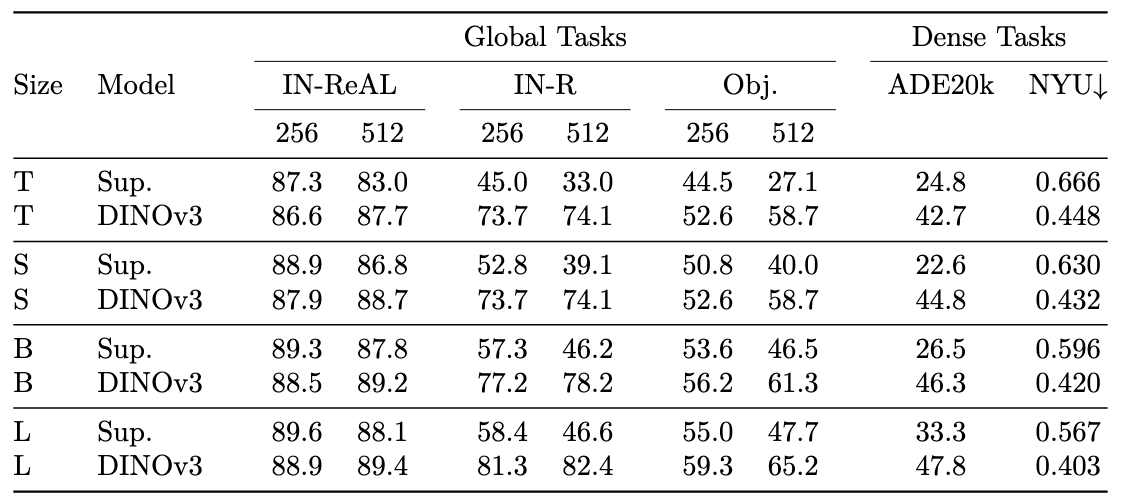 Global Tasks Dense Tasks
Size Model IN-ReAL IN-R Obj. ADE20k NYU↓
256 512 256 512 256 512
T Sup. 87.3 83.0 45.0 33.0 44.5 27.1 24.8 0.666
T DINOv3 86.6 87.7 73.7 74.1 52.6 58.7 42.7 0.448
S Sup. 88.9 86.8 52.8 39.1 50.8 40.0 22.6 0.630
S DINOv3 87.9 88.7 73.7 74.1 52.6 58.7 44.8 0.432
B Sup. 89.3 87.8 57.3 46.2 53.6 46.5 26.5 0.596
B DINOv3 88.5 89.2 77.2 78.2 56.2 61.3 46.3 0.420
L Sup. 89.6 88.1 58.4 46.6 55.0 47.7 33.3 0.567
L DINOv3 88.9 89.4 81.3 82.4 59.3 65.2 47.8 0.403